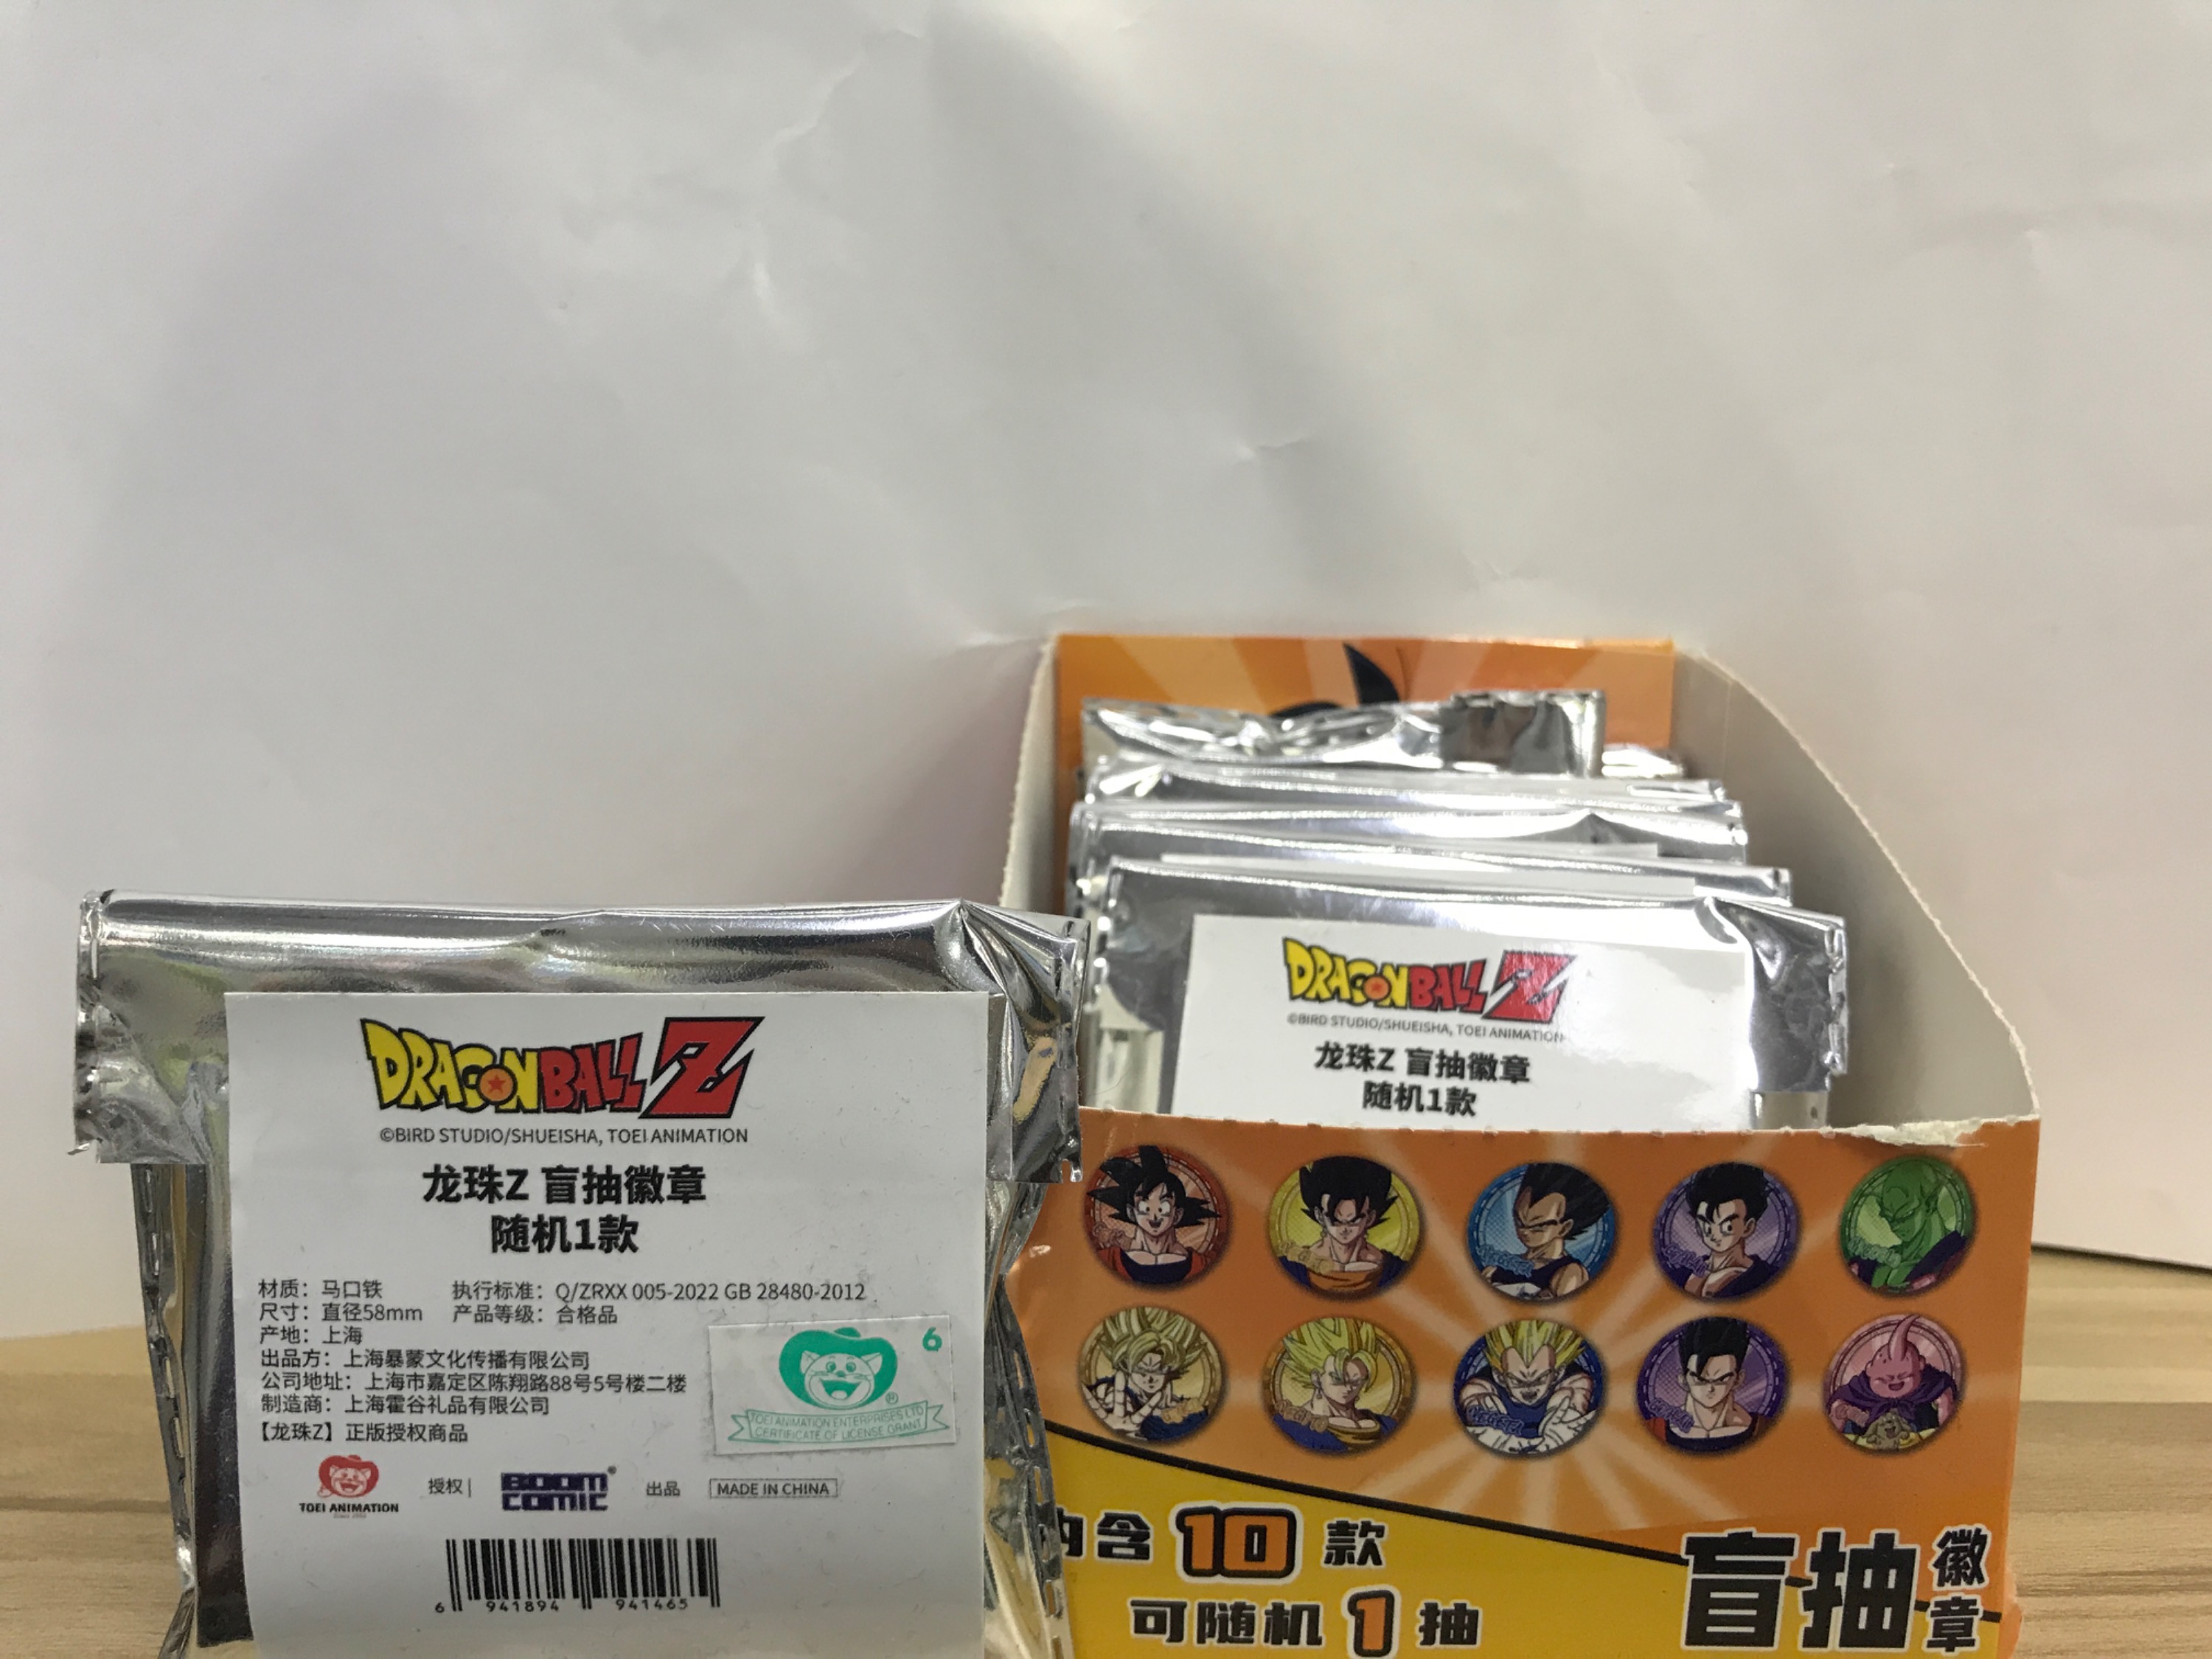 DRAGONBALL Z
©BIRD STUDIO/SHUEISHA, TOEI ANIMATION
龙珠Z 盲抽徽章
随机1款
材质：马口铁 执行标准：Q/ZRXX 005-2022 GB 28480-2012
尺寸：直径58mm 产品等级：合格品
产地：上海
出品方：上海暴蒙文化传播有限公司
公司地址：上海市嘉定区陈翔路88号5号楼二楼
制造商：上海霍谷礼品有限公司
【龙珠Z】正版授权商品
6
®
TOEI ANIMATION ENTERPRISES LTD
CERTIFICATE OF LICENSE GRANT
TOEI ANIMATION
授权|
BOOM COMIC®
出品
MADE IN CHINA
6 941894 941465
DRAGONBALL Z
©BIRD STUDIO/SHUEISHA, TOEI ANIMATION
龙珠Z 盲抽徽章
随机1款
内含 10 款
可随机 1 抽
盲抽 徽章